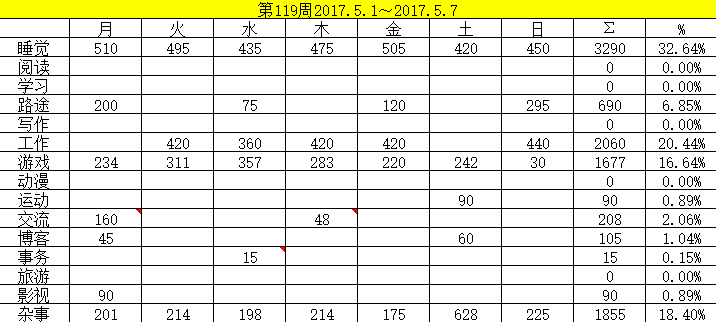 第119周2017.5.1～2017.5.7
月 火 水 木 金 土 日 Σ %
睡觉 510 495 435 475 505 420 450 3290 32.64%
阅读 0 0.00%
学习 0 0.00%
路途 200 75 120 295 690 6.85%
写作 0 0.00%
工作 420 360 420 420 440 2060 20.44%
游戏 234 311 357 283 220 242 30 1677 16.64%
动漫 0 0.00%
运动 90 90 0.89%
交流 160 48 208 2.06%
博客 45 60 105 1.04%
事务 15 15 0.15%
旅游 0 0.00%
影视 90 90 0.89%
杂事 201 214 198 214 175 628 225 1855 18.40%